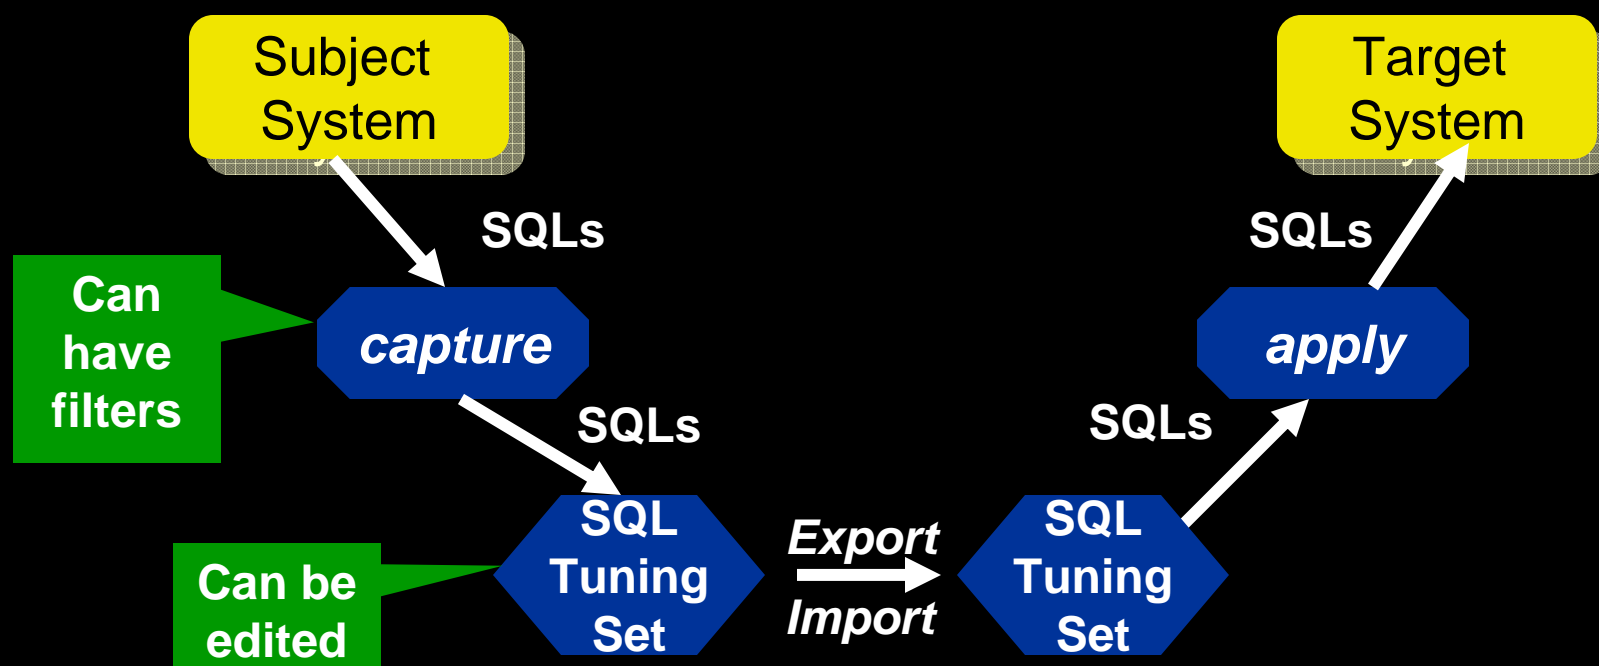 Subject
System
Target
System
SQLs
SQLs
Can
have
filters
capture
apply
SQLs
SQLs
SQL
Tuning
Set
Export
Import
SQL
Tuning
Set
Can be
edited